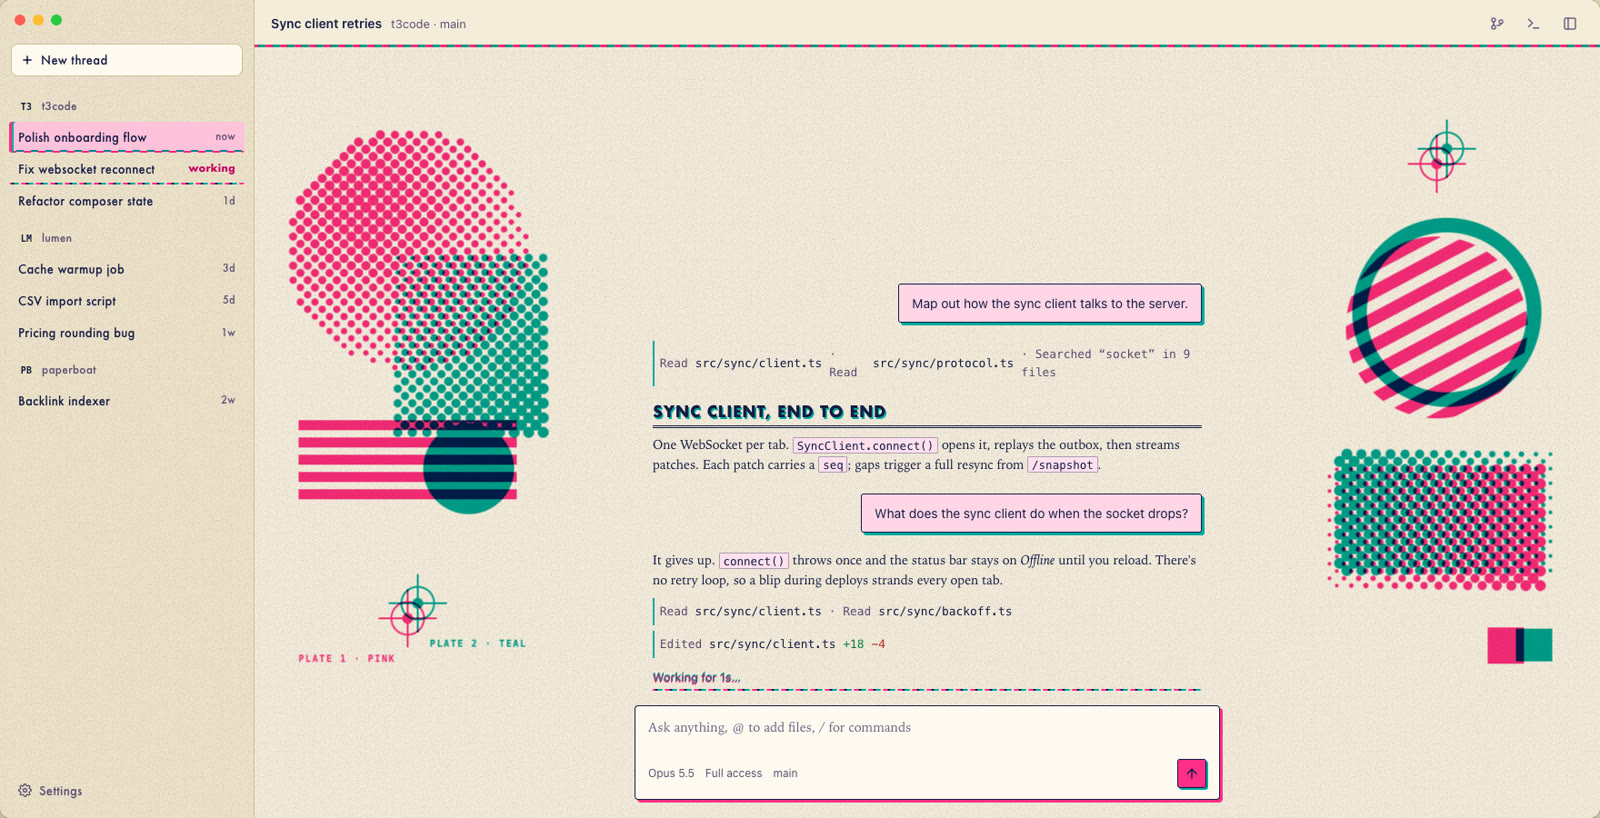 Sync client retries t3code · main
+ New thread
T3 t3code
Polish onboarding flow now
Fix websocket reconnect working
Refactor composer state 1d
LM lumen
Cache warmup job 3d
CSV import script 5d
Pricing rounding bug 1w
PB paperboat
Backlink indexer 2w
Settings
PLATE 2 · TEAL
PLATE 1 · PINK
Map out how the sync client talks to the server.
Read src/sync/client.ts · Read src/sync/protocol.ts · Searched “socket” in 9 files
SYNC CLIENT, END TO END
One WebSocket per tab. SyncClient.connect() opens it, replays the outbox, then streams
patches. Each patch carries a seq; gaps trigger a full resync from /snapshot.
What does the sync client do when the socket drops?
It gives up. connect() throws once and the status bar stays on Offline until you reload. There's
no retry loop, so a blip during deploys strands every open tab.
Read src/sync/client.ts · Read src/sync/backoff.ts
Edited src/sync/client.ts +18 −4
Working for 1s...
Ask anything, @ to add files, / for commands
Opus 5.5 Full access main